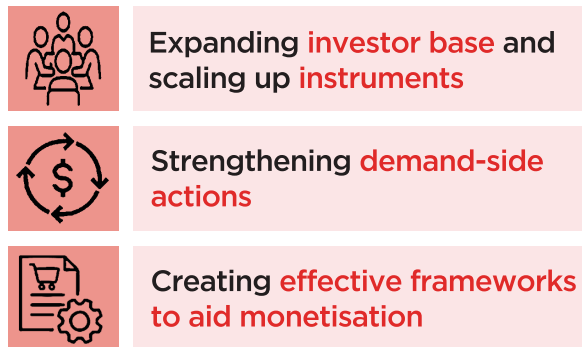 Expanding investor base and
scaling up instruments
$
Strengthening demand-side
actions
Creating effective frameworks
to aid monetisation